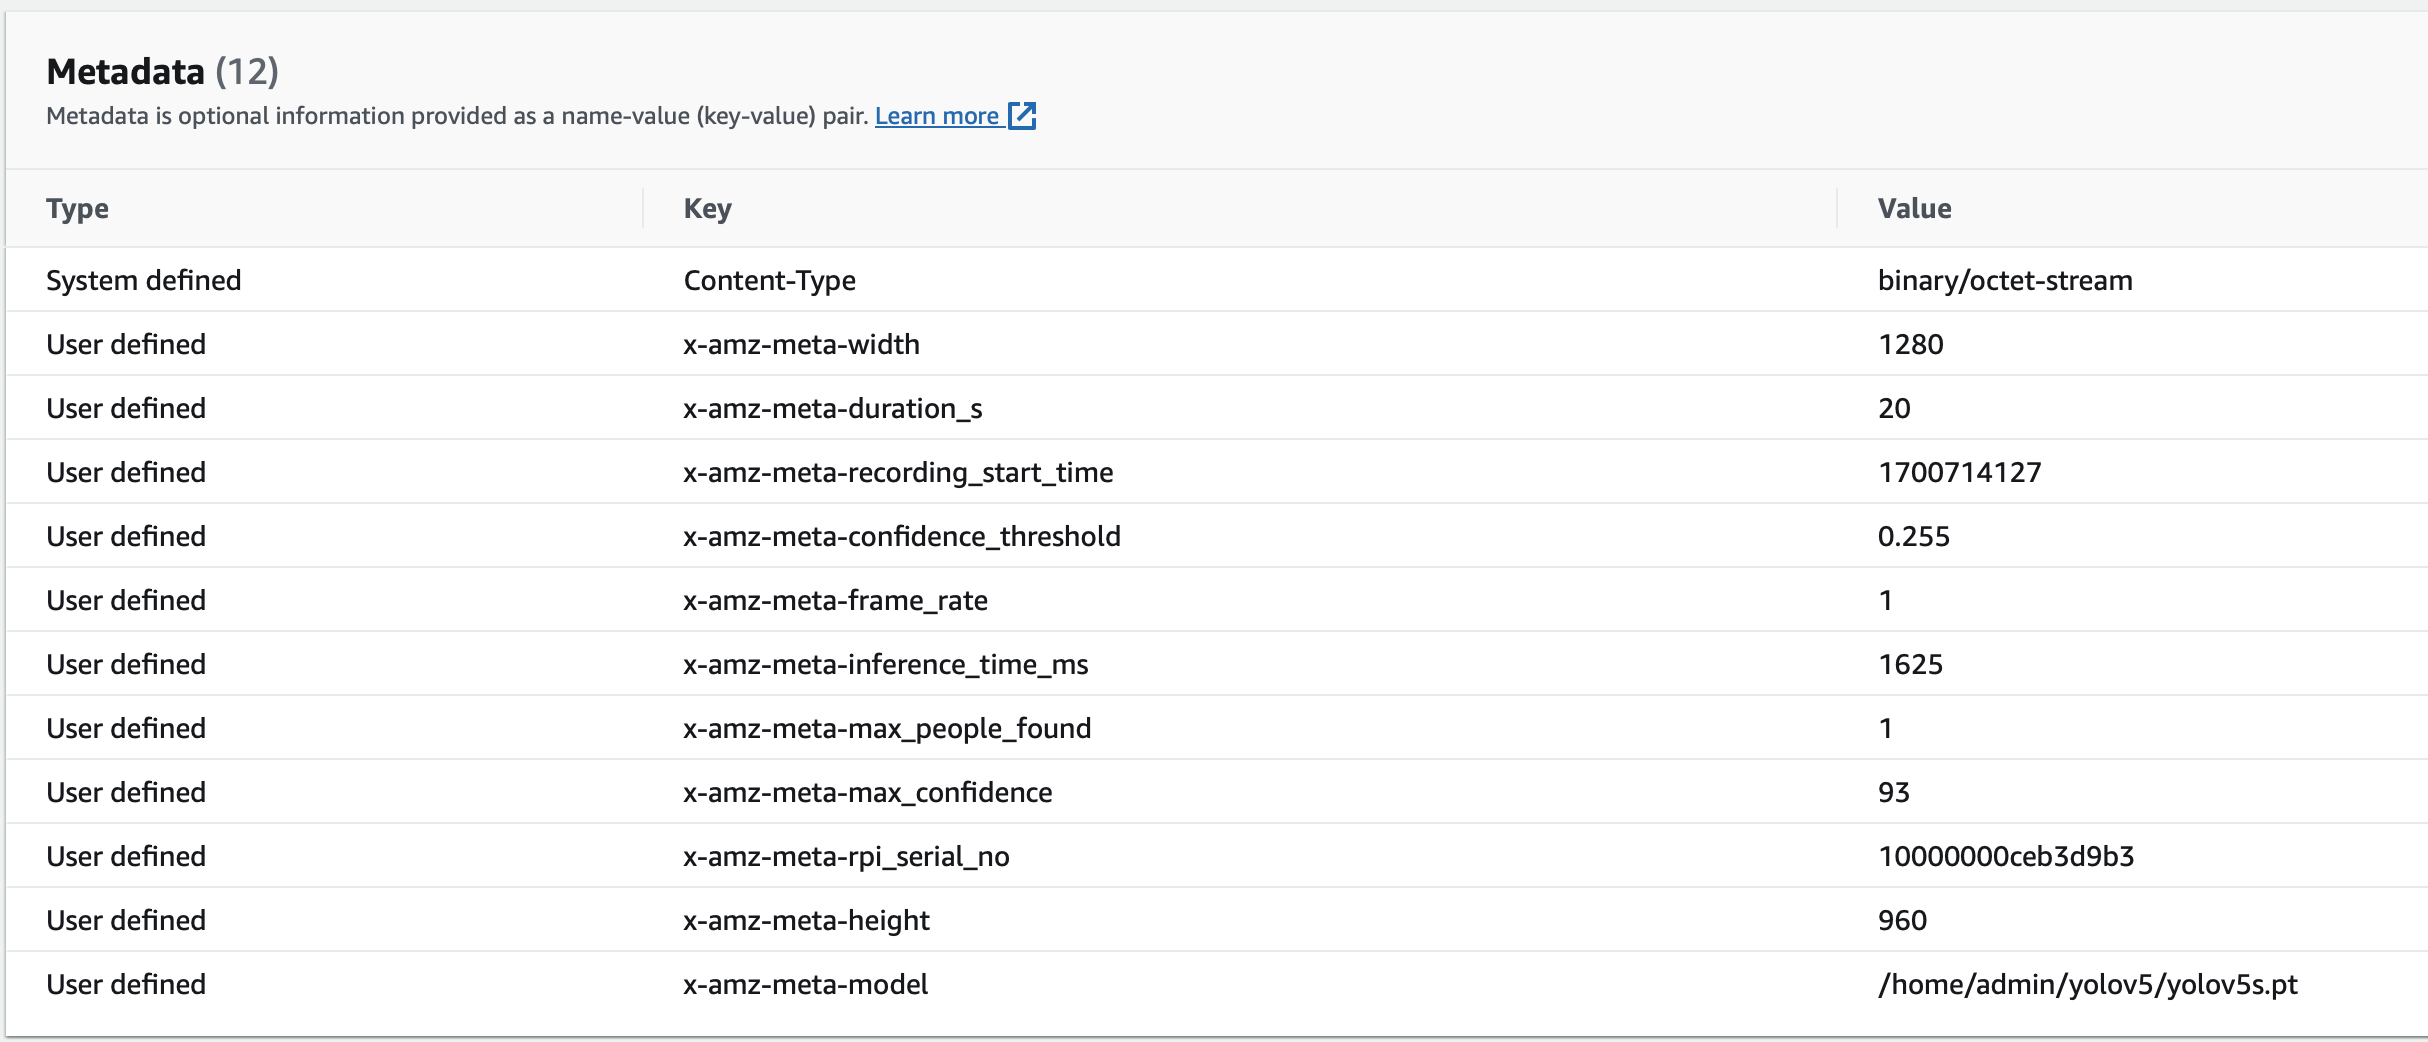 Metadata (12)
Metadata is optional information provided as a name-value (key-value) pair. Learn more
Type Key Value
System defined Content-Type binary/octet-stream
User defined x-amz-meta-width 1280
User defined x-amz-meta-duration_s 20
User defined x-amz-meta-recording_start_time 1700714127
User defined x-amz-meta-confidence_threshold 0.255
User defined x-amz-meta-frame_rate 1
User defined x-amz-meta-inference_time_ms 1625
User defined x-amz-meta-max_people_found 1
User defined x-amz-meta-max_confidence 93
User defined x-amz-meta-rpi_serial_no 10000000ceb3d9b3
User defined x-amz-meta-height 960
User defined x-amz-meta-model /home/admin/yolov5/yolov5s.pt